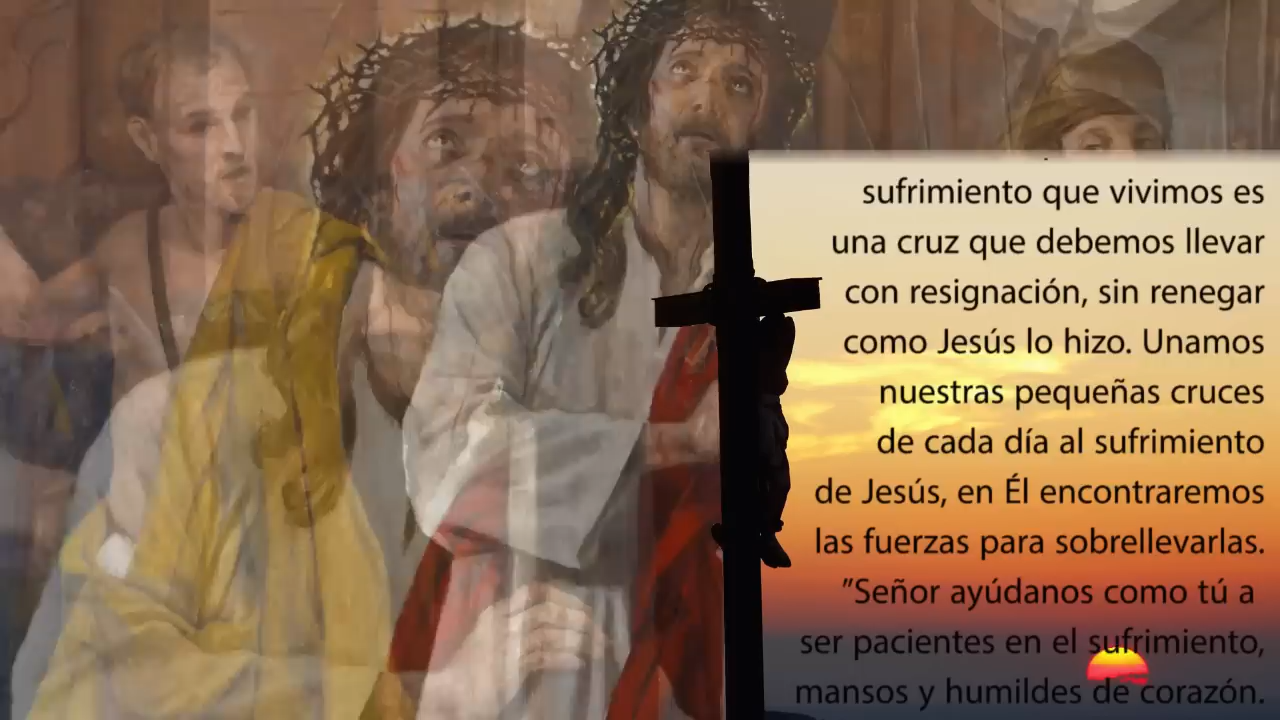 sufrimiento que vivimos es
una cruz que debemos llevar
con resignación, sin renegar
como Jesús lo hizo. Unamos
nuestras pequeñas cruces
de cada día al sufrimiento
de Jesús, en Él encontraremos
las fuerzas para sobrellevarlas.
"Señor ayúdanos como tú a
ser pacientes en el sufrimiento,
mansos y humildes de corazón.